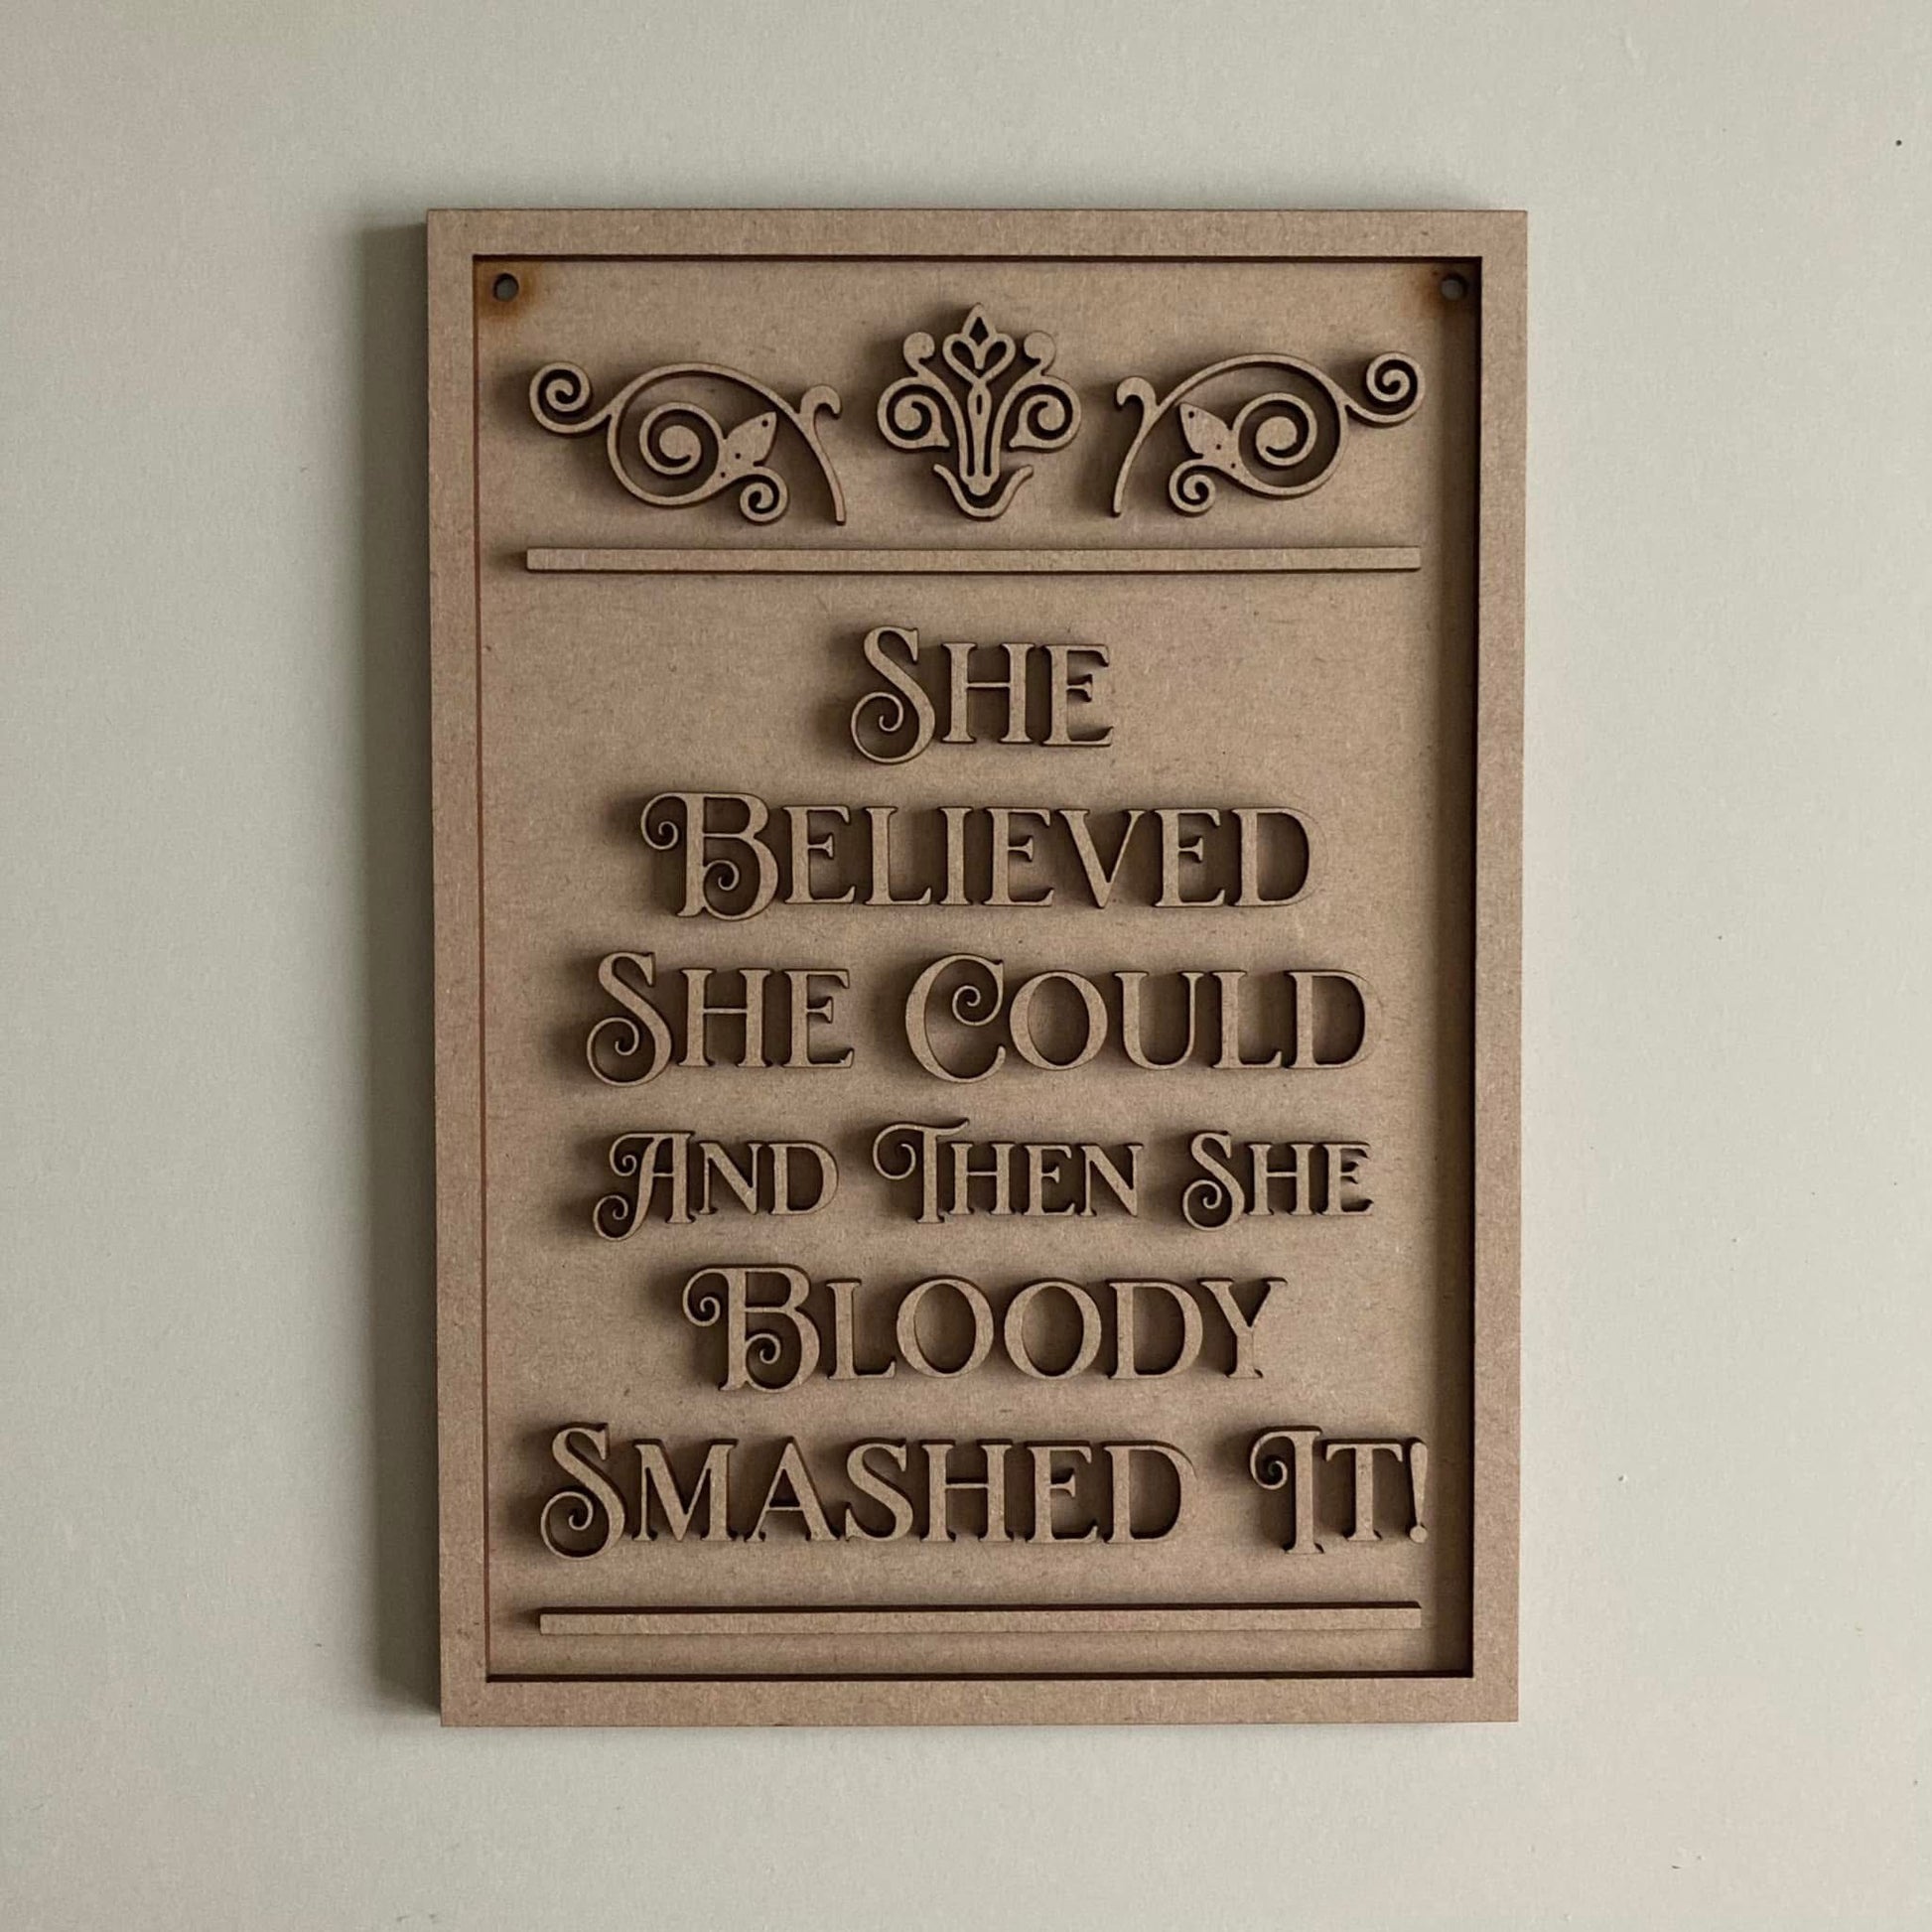 She
Believed
She Could
And Then She
Bloody
Smashed It!